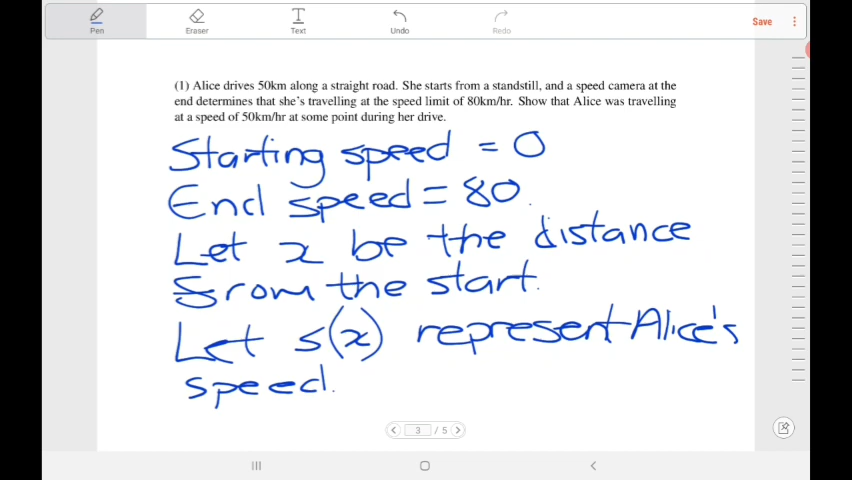 Pen
Eraser
Text
Undo
Redo
Save
(1) Alice drives 50km along a straight road. She starts from a standstill, and a speed camera at the
end determines that she's travelling at the speed limit of 80km/hr. Show that Alice was travelling
at a speed of 50km/hr at some point during her drive.
Starting speed = 0
End speed = 80.
Let x be the distance
from the start.
Let s(x) represent Alice's
speed.
3 / 5